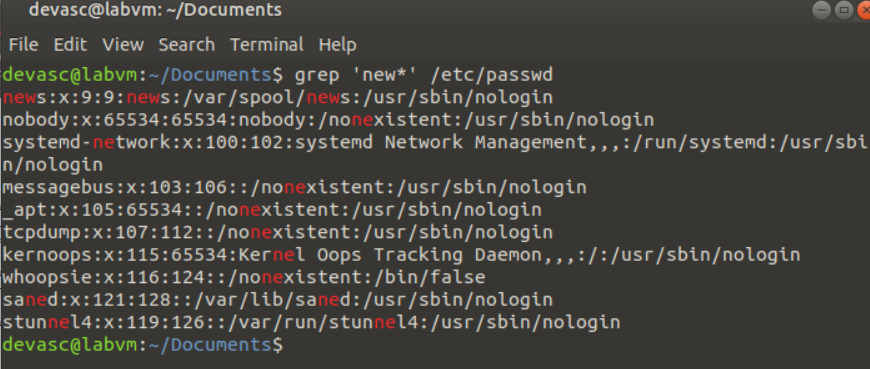 devasc@labvm: ~/Documents
File Edit View Search Terminal Help
devasc@labvm:~/Documents$ grep 'new*' /etc/passwd
news:x:9:9:news:/var/spool/news:/usr/sbin/nologin
nobody:x:65534:65534:nobody:/nonexistent:/usr/sbin/nologin
systemd-network:x:100:102:systemd Network Management,,,:/run/systemd:/usr/sbi
n/nologin
messagebus:x:103:106::/nonexistent:/usr/sbin/nologin
_apt:x:105:65534::/nonexistent:/usr/sbin/nologin
tcpdump:x:107:112::/nonexistent:/usr/sbin/nologin
kernoops:x:115:65534:Kernel Oops Tracking Daemon,,,:/:/usr/sbin/nologin
whoopsie:x:116:124::/nonexistent:/bin/false
saned:x:121:128::/var/lib/saned:/usr/sbin/nologin
stunnel4:x:119:126::/var/run/stunnel4:/usr/sbin/nologin
devasc@labvm:~/Documents$